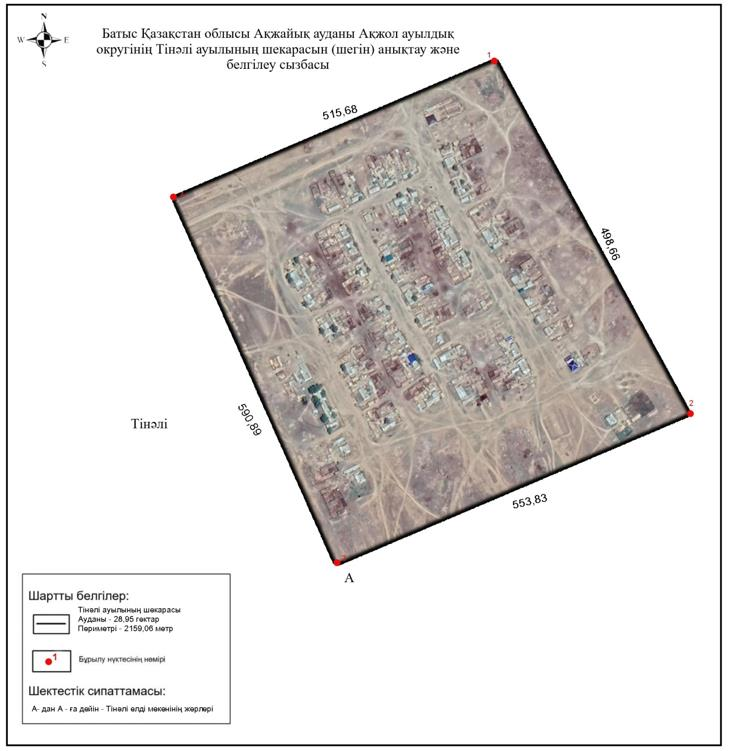 N
W E
S
Батыс Қазақстан облысы Ақжайық ауданы Ақжол ауылдық
округінің Тінәлі ауылының шекарасын (шегін) анықтау және
белгілеу сызбасы
1
515,68
498,66
590,89
Тінәлі
2
553,83
3
А
Шартты белгілер:
Тінәлі ауылының шекарасы
Ауданы - 28,95 гектар
Периметрі - 2159,06 метр
1
Бұрылу нүктесінің немірі
Шектестік сипаттамасы:
А- дан А - ға дейін - Тінәлі елді мекенінің жерлері